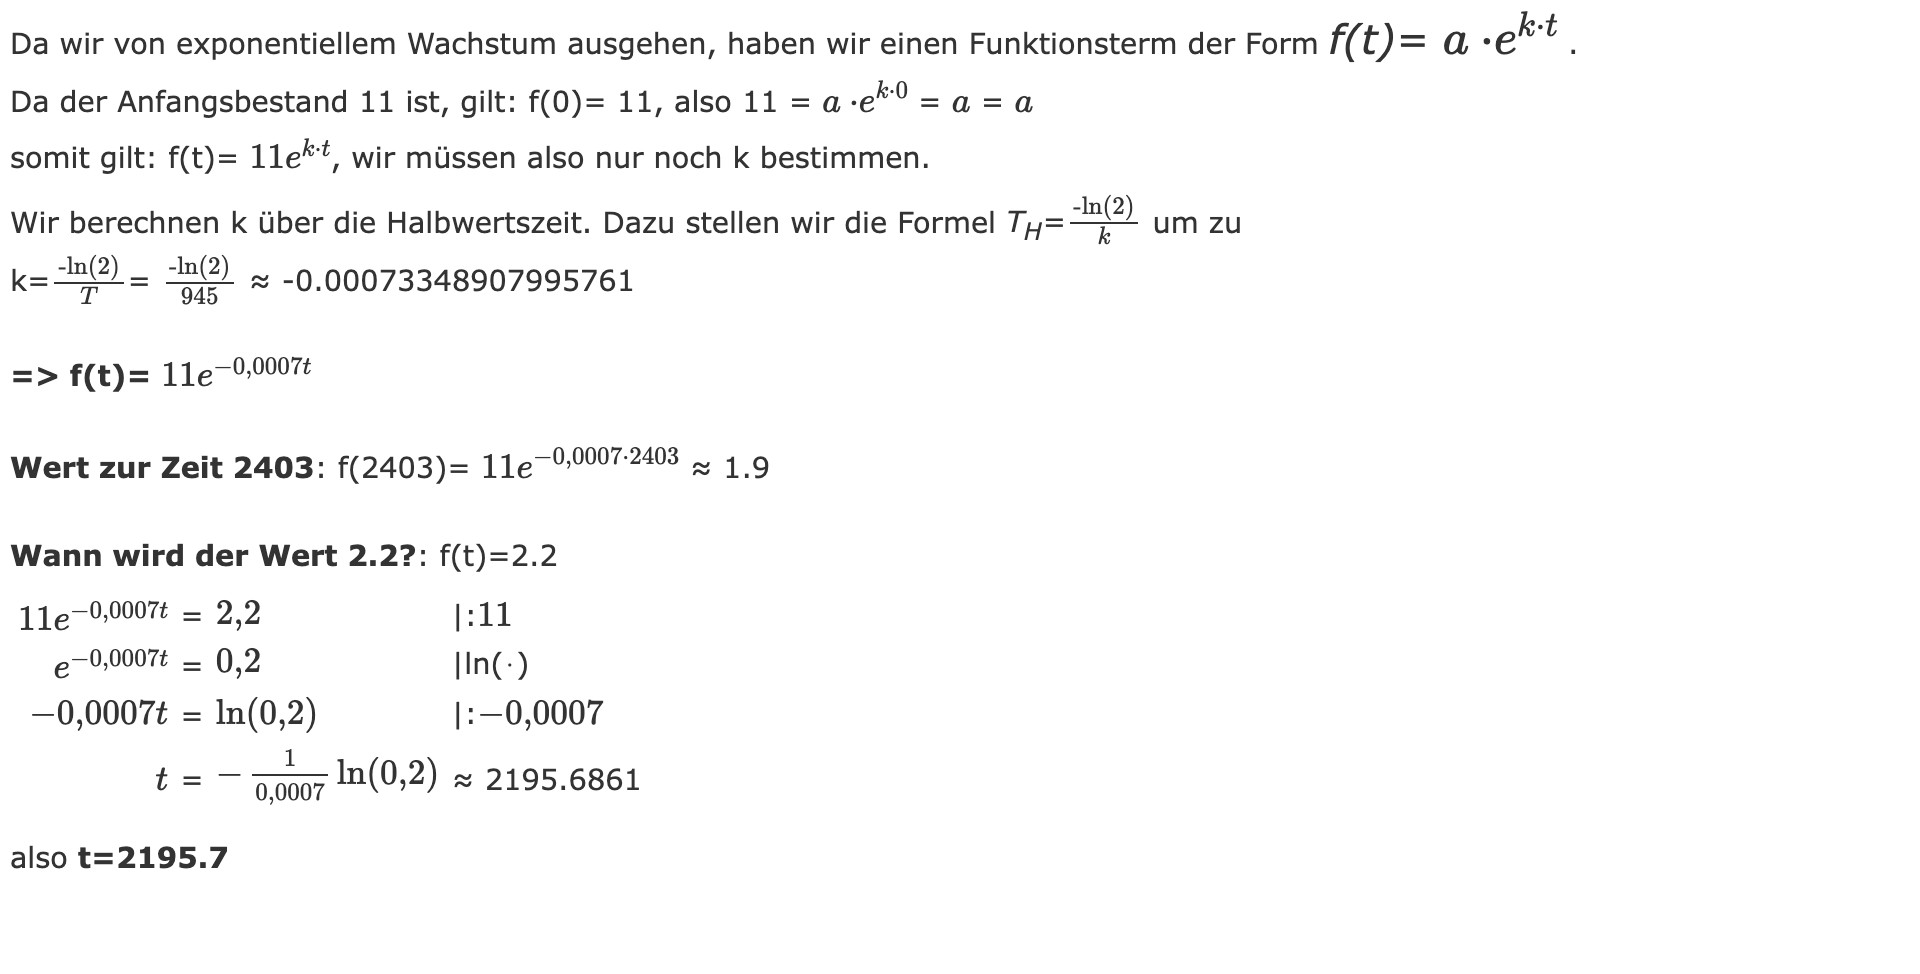 Da wir von exponentiellem Wachstum ausgehen, haben wir einen Funktionsterm der Form $f(t)= a \cdot e^{k \cdot t}$ .
Da der Anfangsbestand 11 ist, gilt: f(0)= 11, also 11 = $a \cdot e^{k \cdot 0}$ = $a$ = $a$
somit gilt: f(t)= $11e^{k \cdot t}$, wir müssen also nur noch k bestimmen.
Wir berechnen k über die Halbwertszeit. Dazu stellen wir die Formel $T_H = \frac{-\ln(2)}{k}$ um zu
k= $\frac{-\ln(2)}{T}$ = $\frac{-\ln(2)}{945}$ ≈ -0.00073348907995761
=> f(t)= $11e^{-0,0007t}$
Wert zur Zeit 2403: f(2403)= $11e^{-0,0007 \cdot 2403}$ ≈ 1.9
Wann wird der Wert 2.2?: f(t)=2.2
$11e^{-0,0007t}$ = 2,2 |:11
$e^{-0,0007t}$ = 0,2 |ln(·)
$-0,0007t$ = ln(0,2) |:−0,0007
$t$ = $-\frac{1}{0,0007}$ ln(0,2) ≈ 2195.6861
also t=2195.7